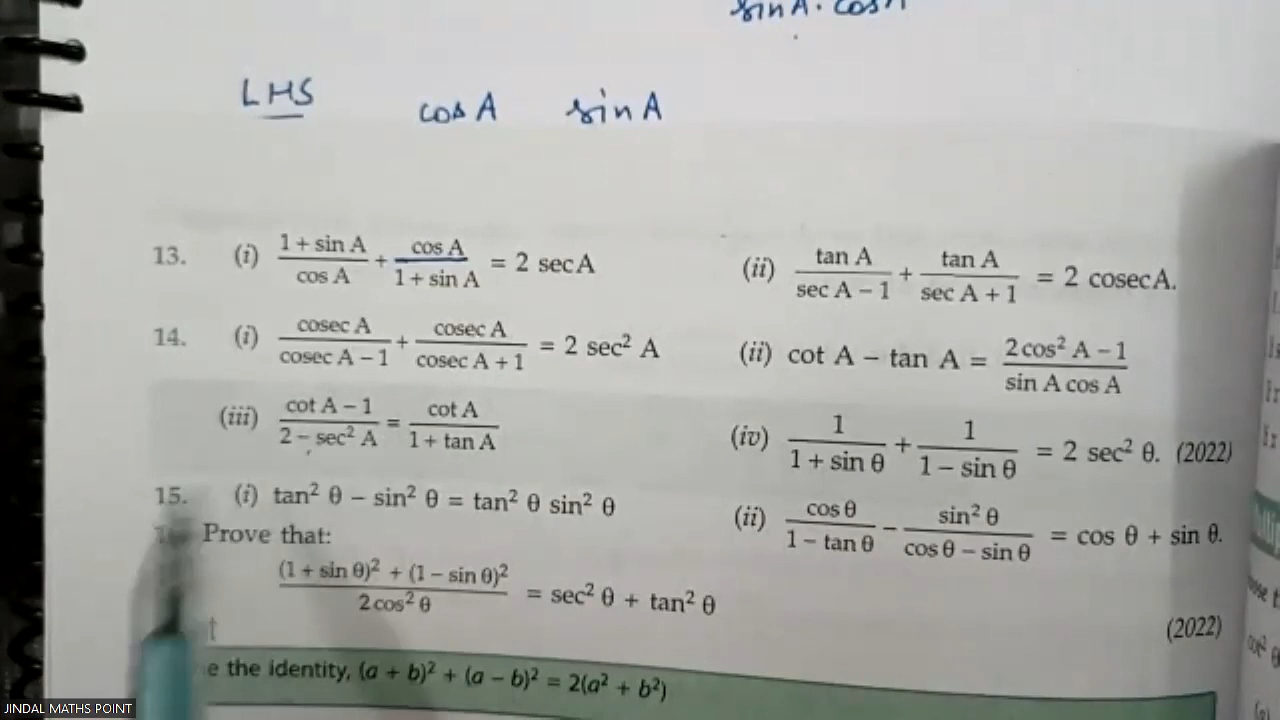 sin A · cos A
LHS cos A sin A
13. (i) (1 + sin A)/(cos A) + (cos A)/(1 + sin A) = 2 sec A (ii) (tan A)/(sec A − 1) + (tan A)/(sec A + 1) = 2 cosec A.
14. (i) (cosec A)/(cosec A − 1) + (cosec A)/(cosec A + 1) = 2 sec² A (ii) cot A − tan A = (2 cos² A − 1)/(sin A cos A)
(iii) (cot A − 1)/(2 − sec² A) = (cot A)/(1 + tan A) (iv) 1/(1 + sin θ) + 1/(1 − sin θ) = 2 sec² θ. (2022)
15. (i) tan² θ − sin² θ = tan² θ sin² θ (ii) (cos θ)/(1 − tan θ) − (sin² θ)/(cos θ − sin θ) = cos θ + sin θ.
Prove that:
((1 + sin θ)² + (1 − sin θ)²)/(2 cos² θ) = sec² θ + tan² θ
(2022)
the identity, (a + b)² + (a − b)² = 2(a² + b²)
JINDAL MATHS POINT